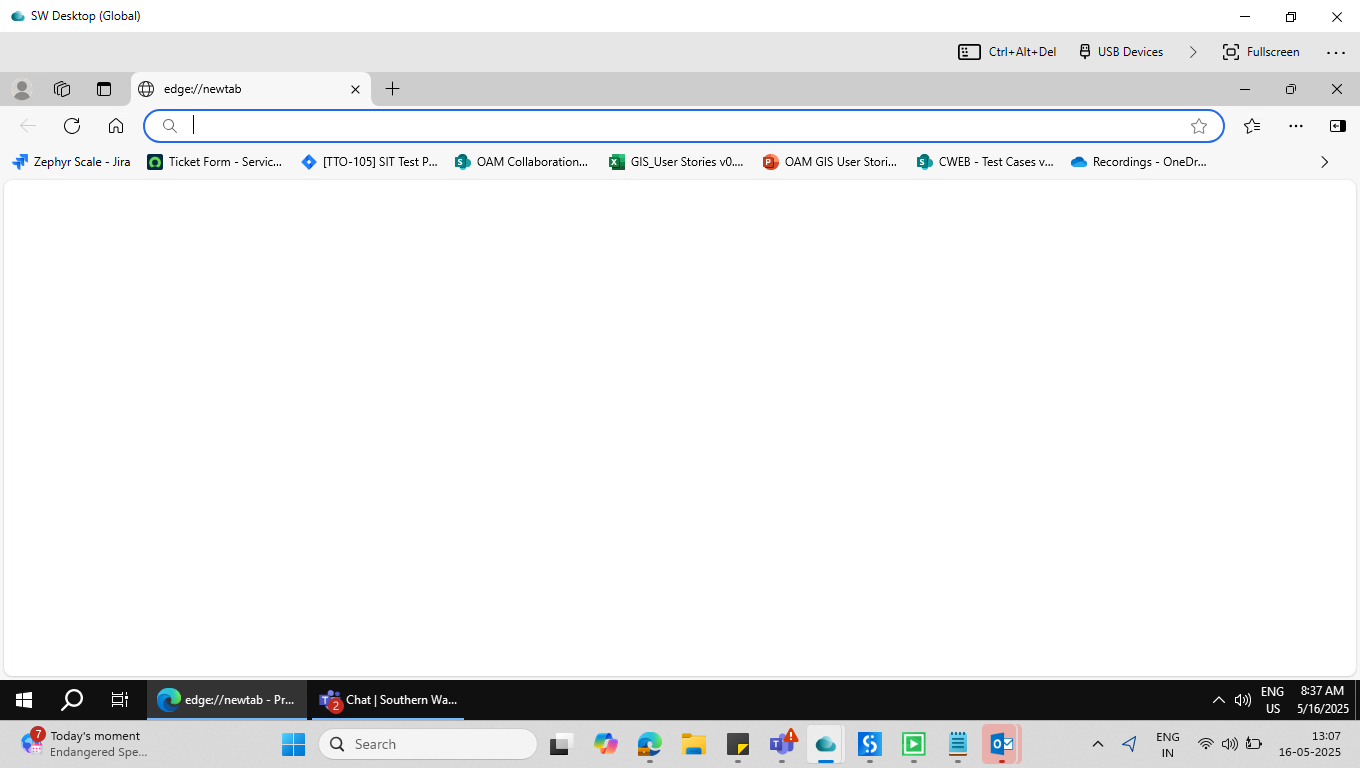 SW Desktop (Global)
Ctrl+Alt+Del
USB Devices
Fullscreen
edge://newtab
Zephyr Scale - Jira
Ticket Form - Servic...
[TTO-105] SIT Test P...
OAM Collaboration...
GIS_User Stories v0....
OAM GIS User Stori...
CWEB - Test Cases v...
Recordings - OneDr...
edge://newtab - Pr...
2
Chat | Southern Wa...
ENG
US
8:37 AM
5/16/2025
7
Today's moment
Endangered Spe...
Search
ENG
IN
13:07
16-05-2025